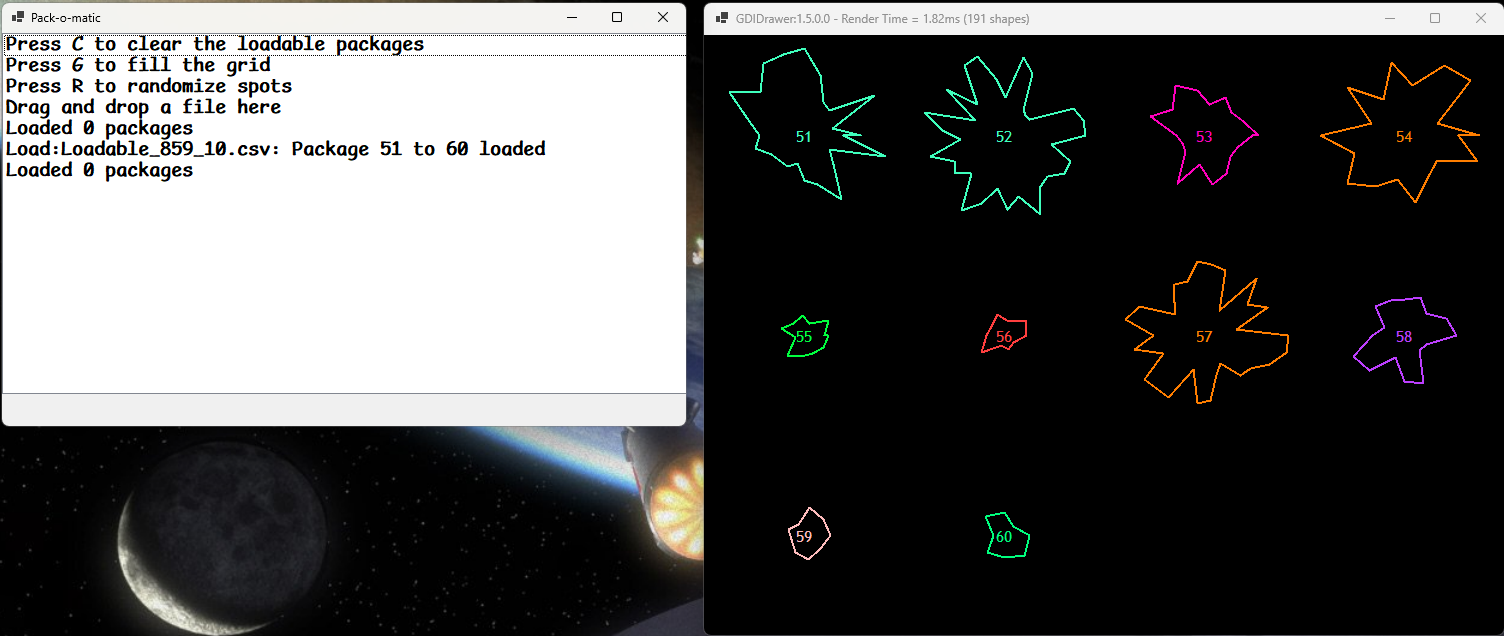 Pack-o-matic
Press C to clear the loadable packages
Press G to fill the grid
Press R to randomize spots
Drag and drop a file here
Loaded 0 packages
Load:Loadable_859_10.csv: Package 51 to 60 loaded
Loaded 0 packages
GDIDrawer:1.5.0.0 - Render Time = 1.82ms (191 shapes)
51 52 53 54
55 56 57 58
59 60